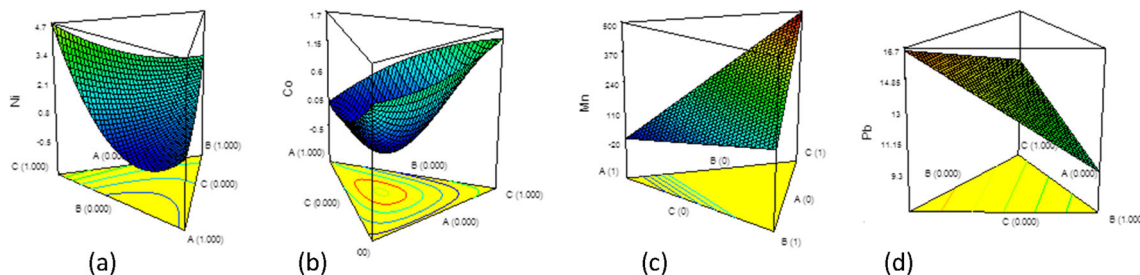 4.7
3.4
2.1
0.8
-0.5
Ni
C (1.000)
A (0.000)
B (1.000)
C (0.000)
B (0.000)
A (1.000)
(a)
1.7
1.15
0.6
0.05
-0.5
Co
A (1.000)
B (0.000)
C (1.000)
C (0.000)
A (0.000)
00)
(b)
500
370
240
110
-20
Mn
B (0)
C (1)
A (1)
A (0)
C (0)
B (1)
(c)
16.7
14.85
13
11.15
9.3
Pb
C (1.000)
B (0.000)
A (0.000)
C (0.000)
B (1.000
(d)